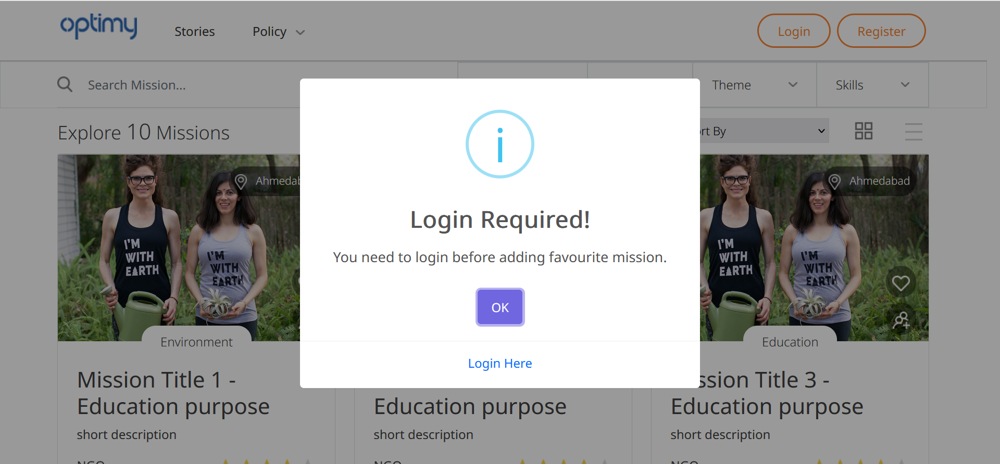 optimy
Stories
Policy
Login
Register
Search Mission...
Theme
Skills
Explore 10 Missions
rt By
Ahmedab
Ahmedabad
I'M
WITH
EARTH
I'M
WITH
EARTH
I'M
WITH
EARTH
I'M
WITH
EARTH
i
Login Required!
You need to login before adding favourite mission.
OK
Login Here
Environment
Education
Mission Title 1 -
Education purpose
short description
Education purpose
short description
ssion Title 3 -
Education purpose
short description
NGO
NGO
NGO